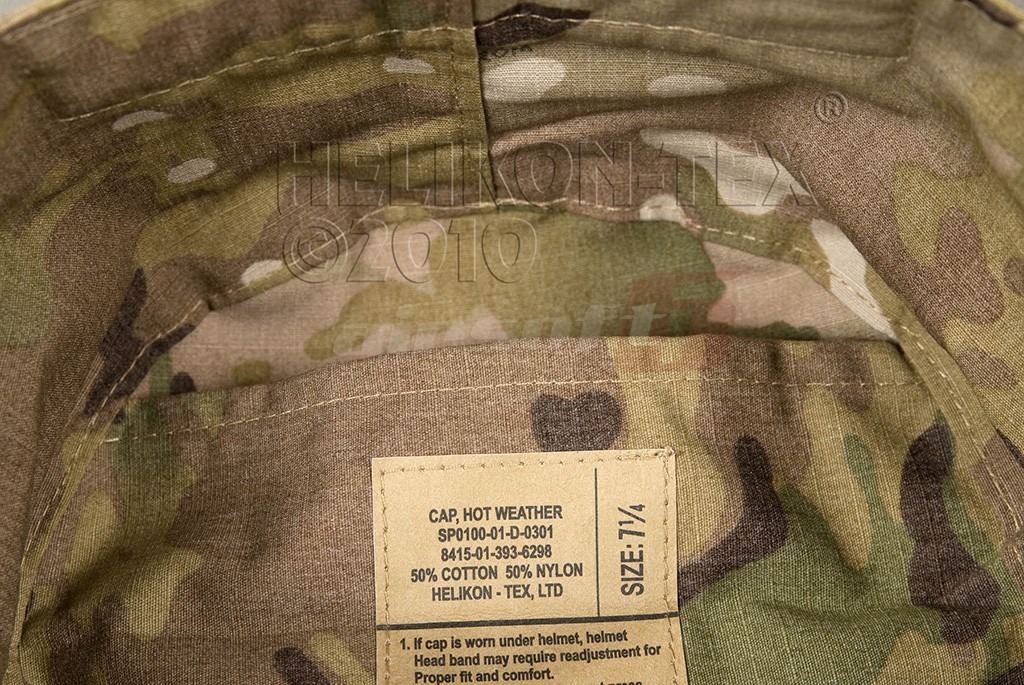 HELIKON-TEX ®
©2010
airsoft6
CAP, HOT WEATHER
SP0100-01-D-0301
8415-01-393-6298
50% COTTON 50% NYLON
HELIKON - TEX, LTD
SIZE: 7¼
1. If cap is worn under helmet, helmet
Head band may require readjustment for
Proper fit and comfort.